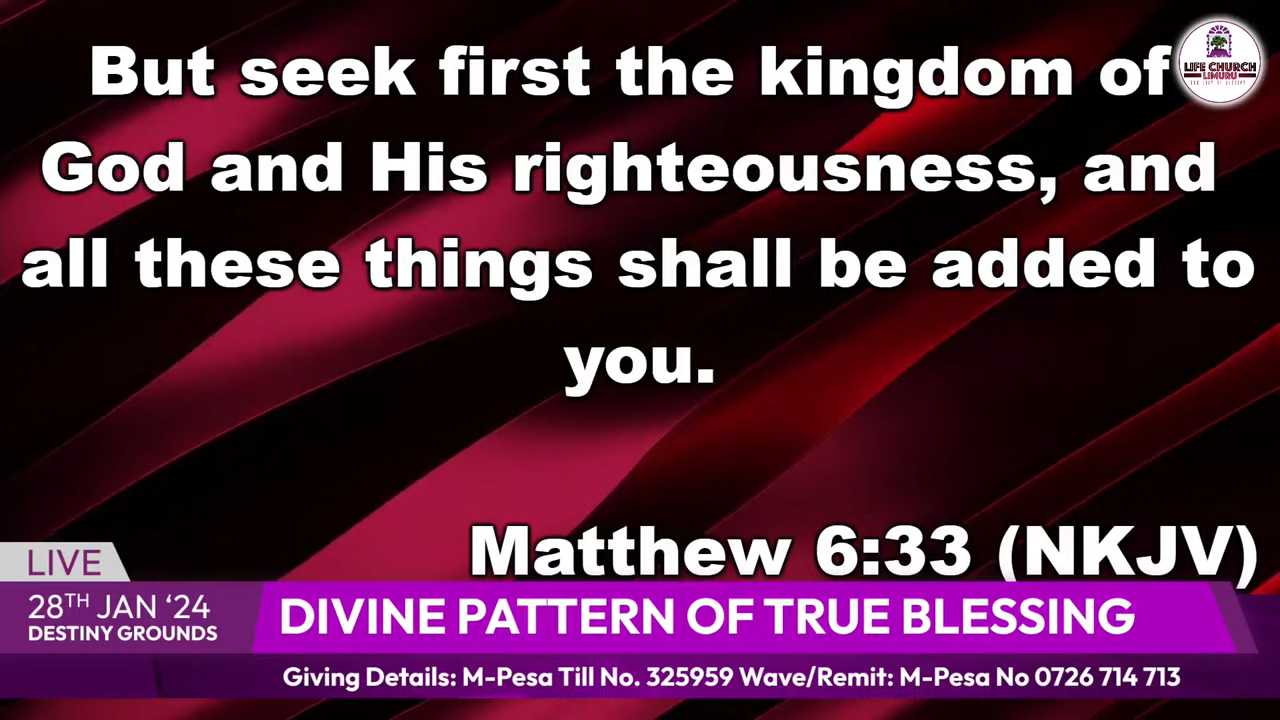 But seek first the kingdom of
God and His righteousness, and
all these things shall be added to
you.
Matthew 6:33 (NKJV)
LIFE CHURCH
LIMURU
LIVE
28TH JAN ‘24
DESTINY GROUNDS
DIVINE PATTERN OF TRUE BLESSING
Giving Details: M-Pesa Till No. 325959 Wave/Remit: M-Pesa No 0726 714 713